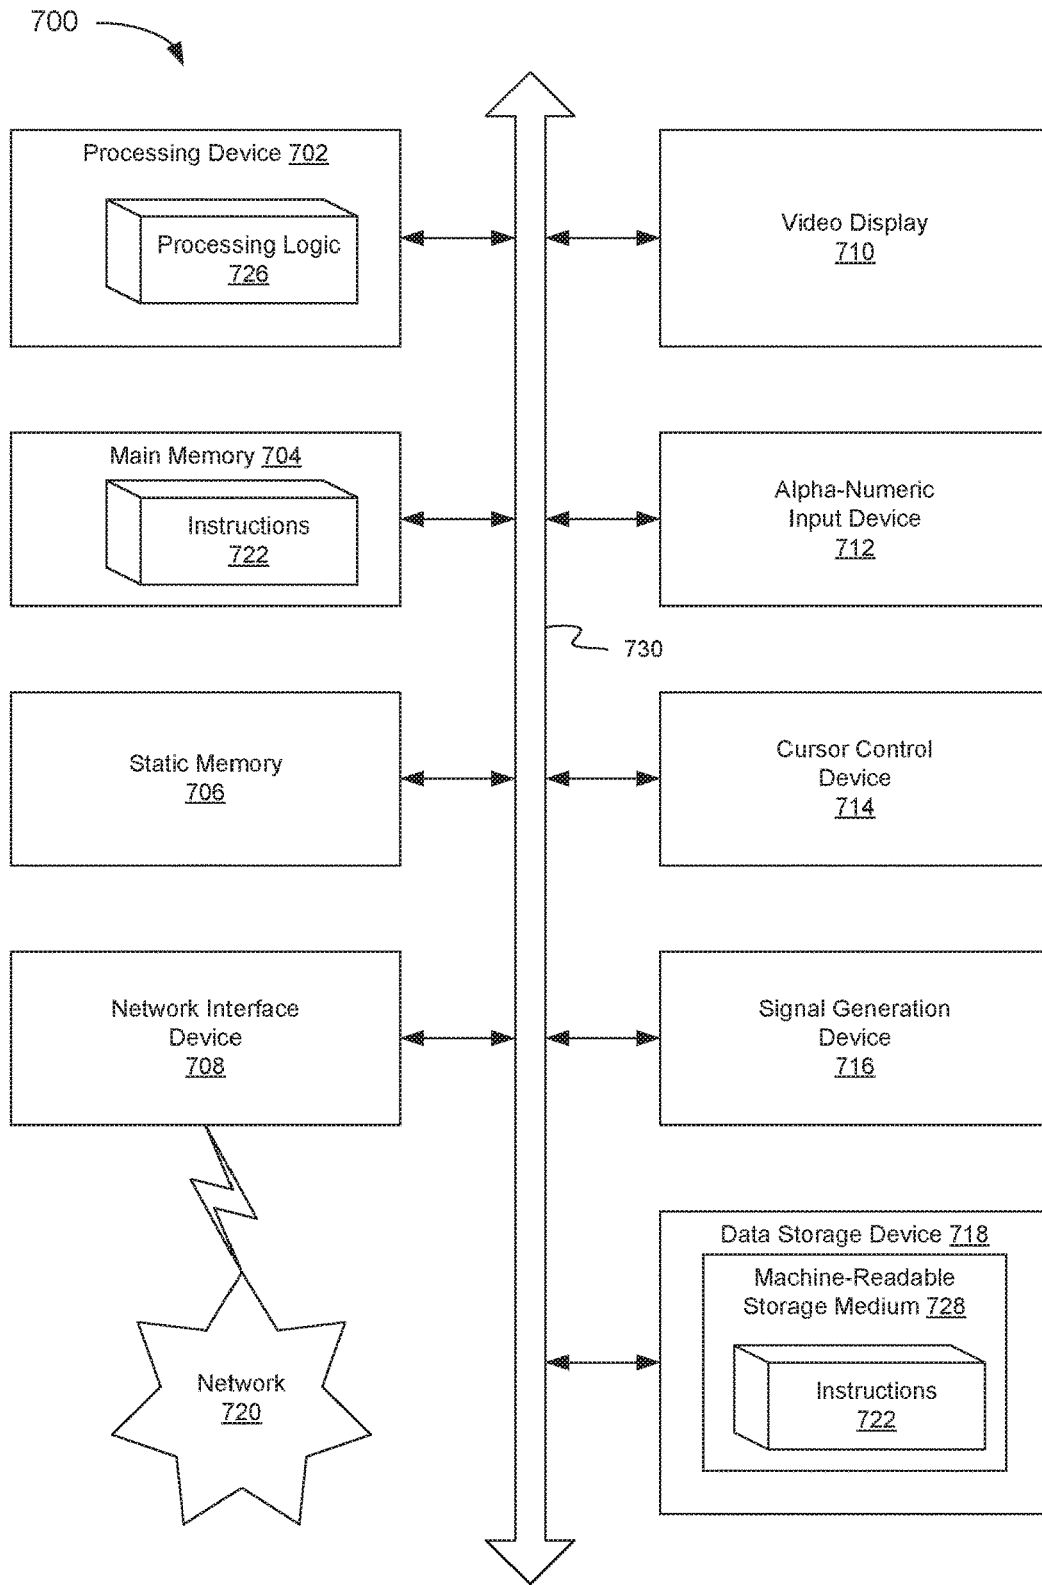 700
Processing Device 702
Processing Logic
726
Video Display
710
Main Memory 704
Instructions
722
Alpha-Numeric
Input Device
712
730
Static Memory
706
Cursor Control
Device
714
Network Interface
Device
708
Signal Generation
Device
716
Data Storage Device 718
Machine-Readable
Storage Medium 728
Instructions
722
Network
720